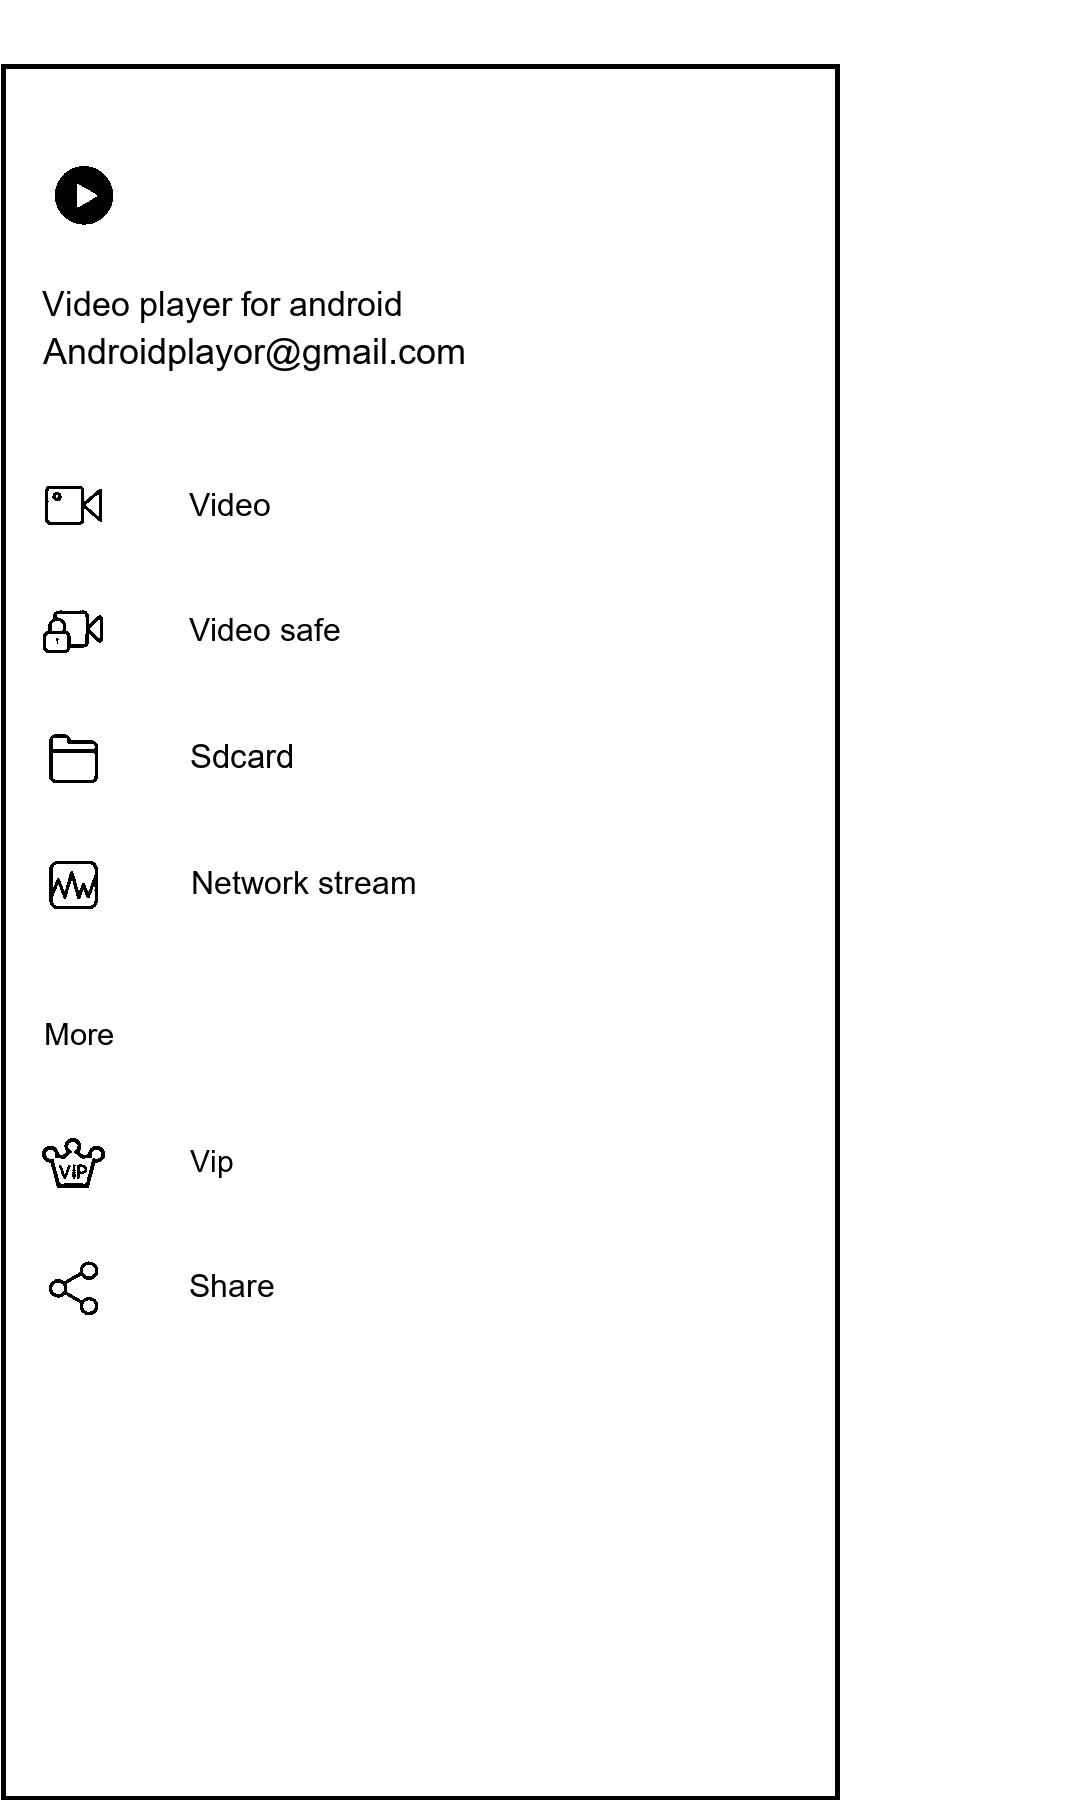 Video player for android
Androidplayor@gmail.com
Video
Video safe
Sdcard
Network stream
More
VIP
Vip
Share